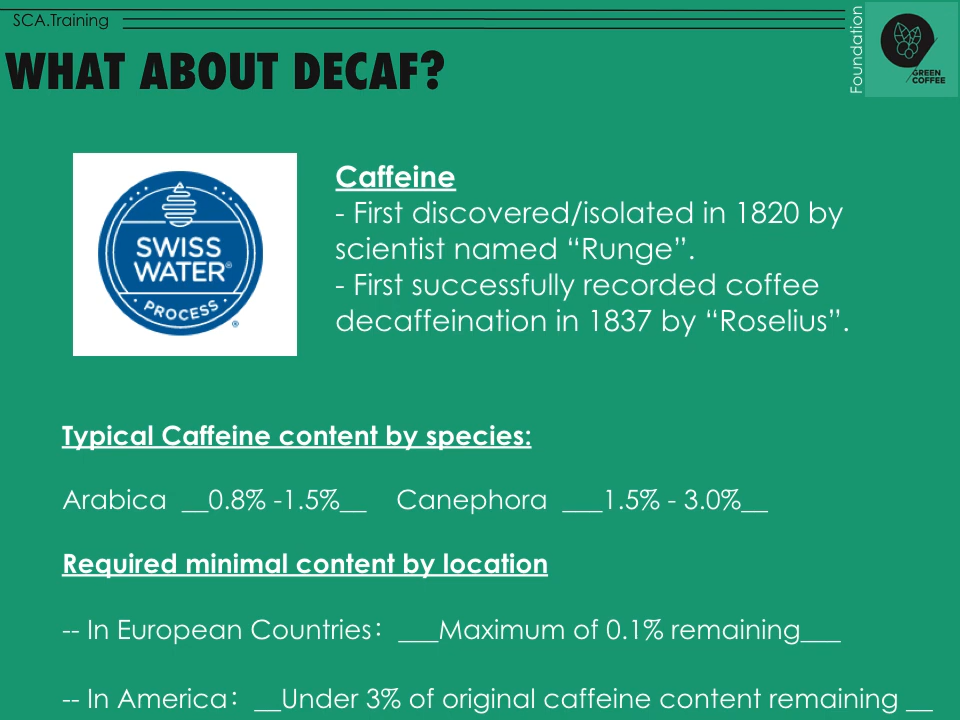 SCA.Training
Foundation
GREEN
COFFEE
WHAT ABOUT DECAF?
SWISS
WATER®
PROCESS
®
Caffeine
- First discovered/isolated in 1820 by
scientist named “Runge”.
- First successfully recorded coffee
decaffeination in 1837 by “Roselius”.
Typical Caffeine content by species:
Arabica __0.8% -1.5%__ Canephora ___1.5% - 3.0%__
Required minimal content by location
-- In European Countries： ___Maximum of 0.1% remaining___
-- In America： __Under 3% of original caffeine content remaining __